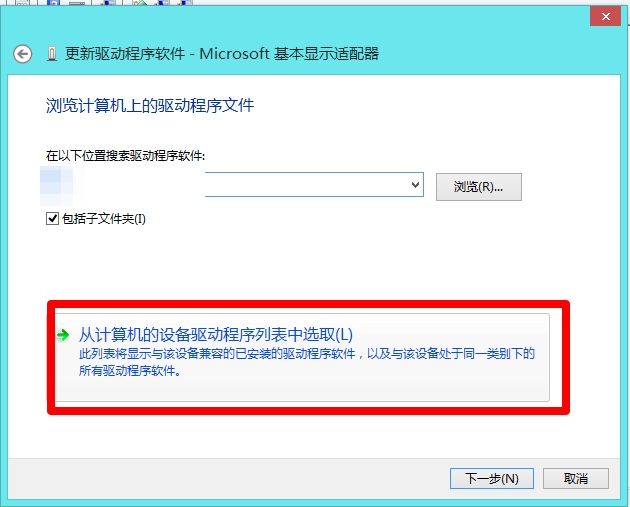 更新驱动程序软件 - Microsoft 基本显示适配器
浏览计算机上的驱动程序文件
在以下位置搜索驱动程序软件:
浏览(R)...
包括子文件夹(I)
从计算机的设备驱动程序列表中选取(L)
此列表将显示与该设备兼容的已安装的驱动程序软件，以及与该设备处于同一类别下的
所有驱动程序软件。
下一步(N)
取消